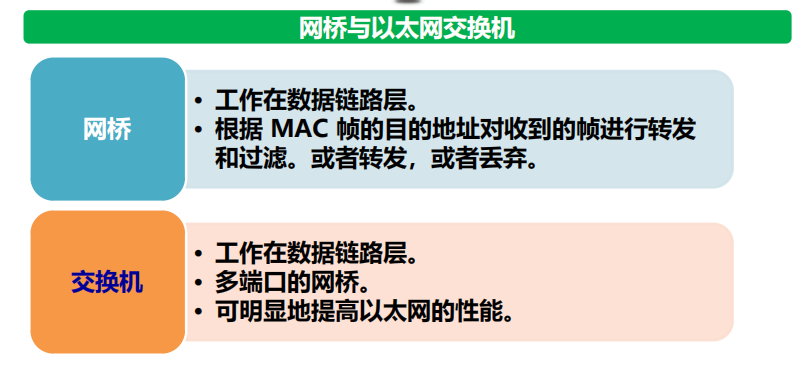 网桥与以太网交换机
网桥
• 工作在数据链路层。
• 根据 MAC 帧的目的地址对收到的帧进行转发
和过滤。或者转发，或者丢弃。
交换机
• 工作在数据链路层。
• 多端口的网桥。
• 可明显地提高以太网的性能。